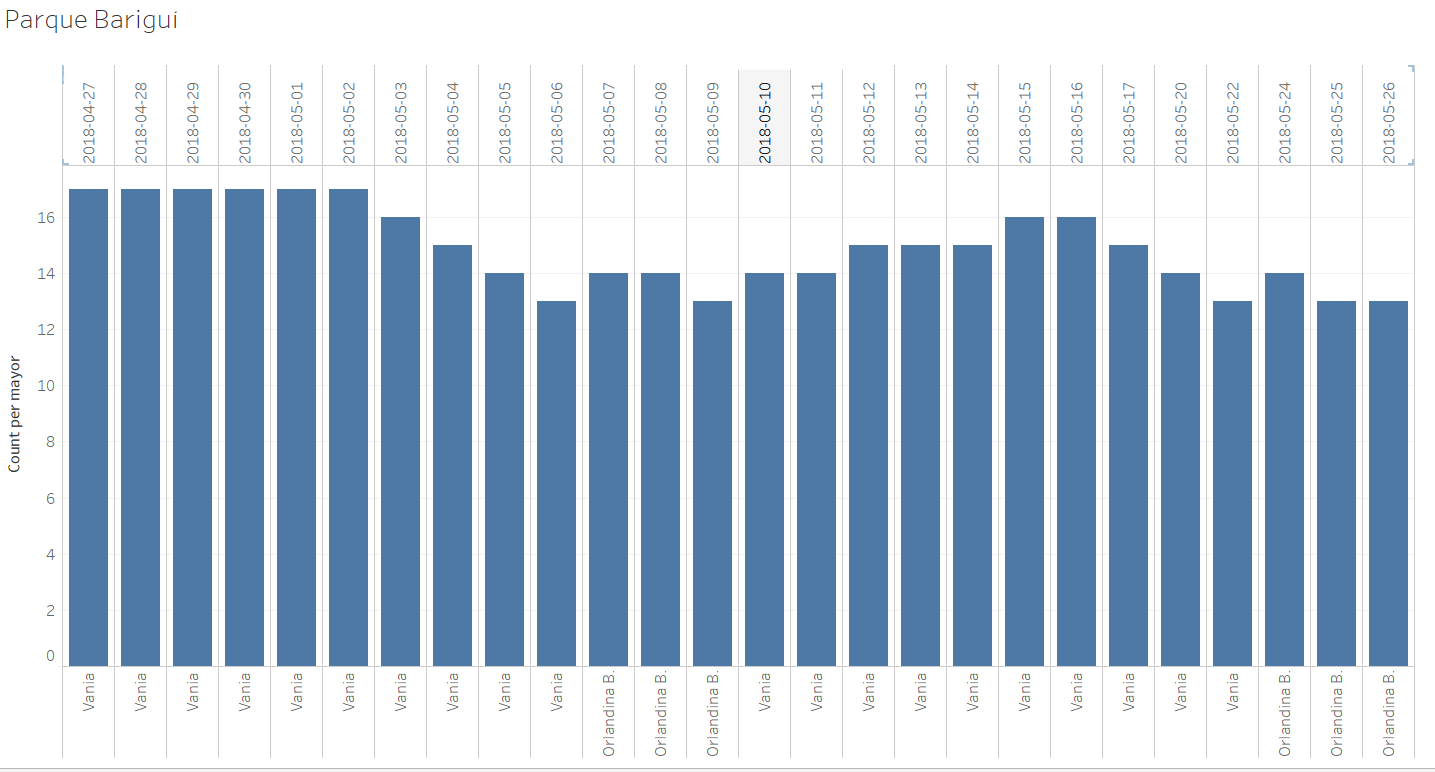 Parque Barigui
2018-04-27
2018-04-28
2018-04-29
2018-04-30
2018-05-01
2018-05-02
2018-05-03
2018-05-04
2018-05-05
2018-05-06
2018-05-07
2018-05-08
2018-05-09
2018-05-10
2018-05-11
2018-05-12
2018-05-13
2018-05-14
2018-05-15
2018-05-16
2018-05-17
2018-05-20
2018-05-22
2018-05-24
2018-05-25
2018-05-26
Count per mayor
16
14
12
10
8
6
4
2
0
Vania
Vania
Vania
Vania
Vania
Vania
Vania
Vania
Vania
Vania
Orlandina B.
Orlandina B.
Orlandina B.
Vania
Vania
Vania
Vania
Vania
Vania
Vania
Vania
Vania
Vania
Orlandina B.
Orlandina B.
Orlandina B.